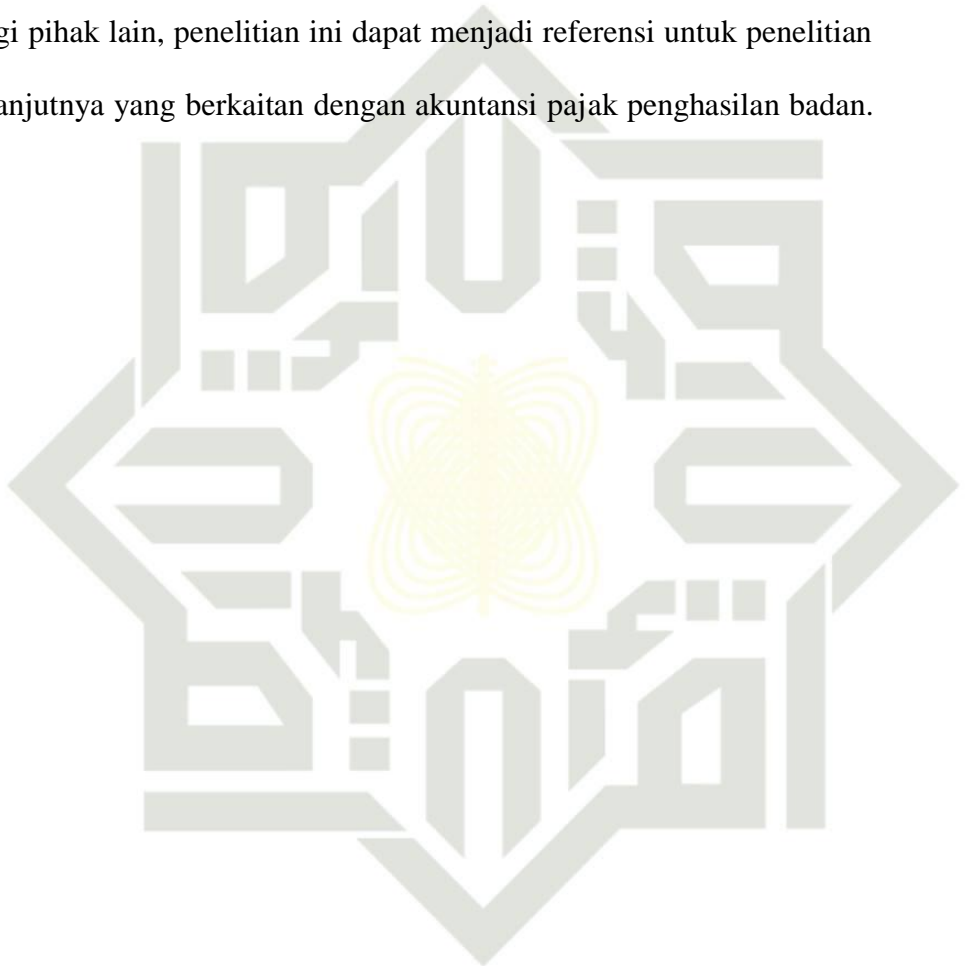 gi pihak lain, penelitian ini dapat menjadi referensi untuk penelitian
anjutnya yang berkaitan dengan akuntansi pajak penghasilan badan.